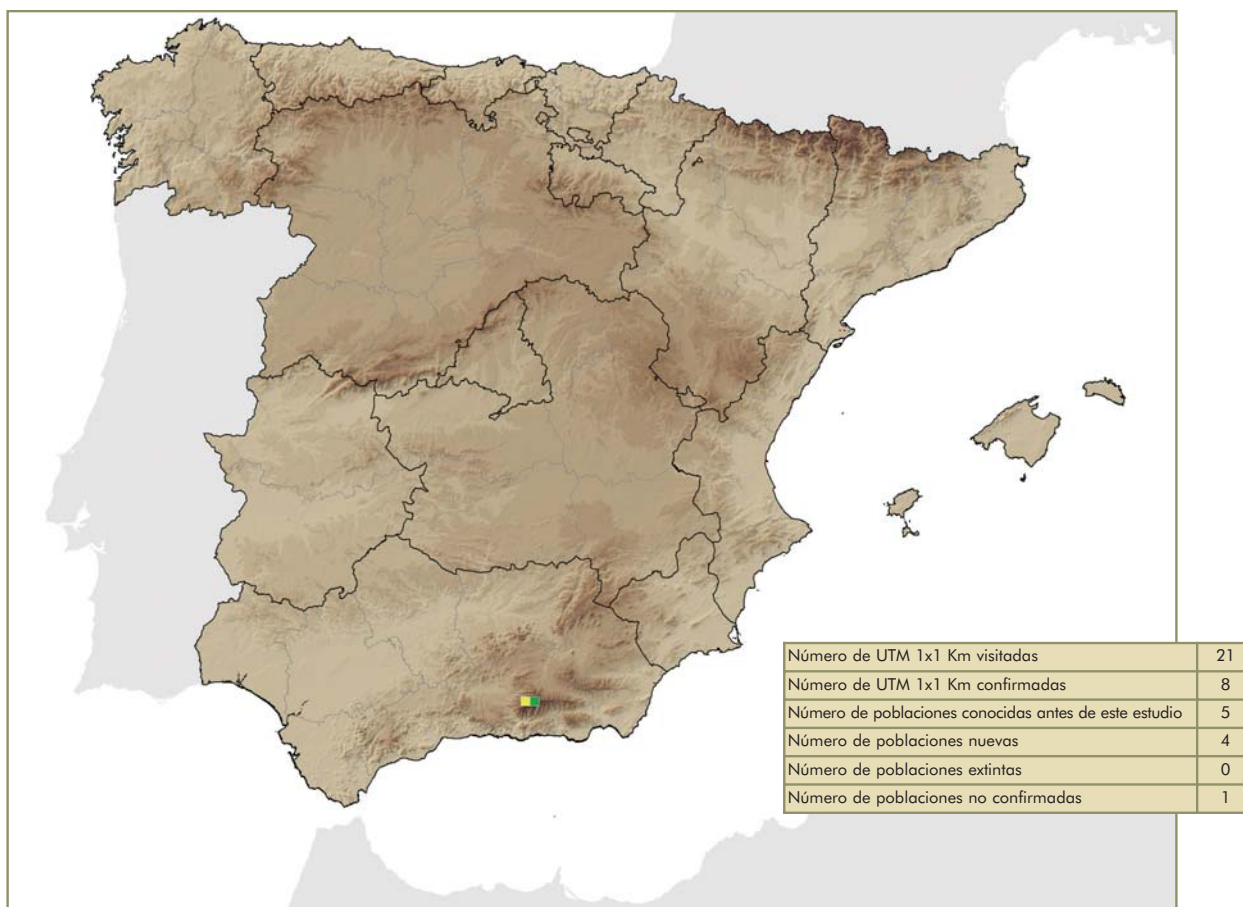 Número de UTM 1x1 Km visitadas 21
Número de UTM 1x1 Km confirmadas 8
Número de poblaciones conocidas antes de este estudio 5
Número de poblaciones nuevas 4
Número de poblaciones extintas 0
Número de poblaciones no confirmadas 1